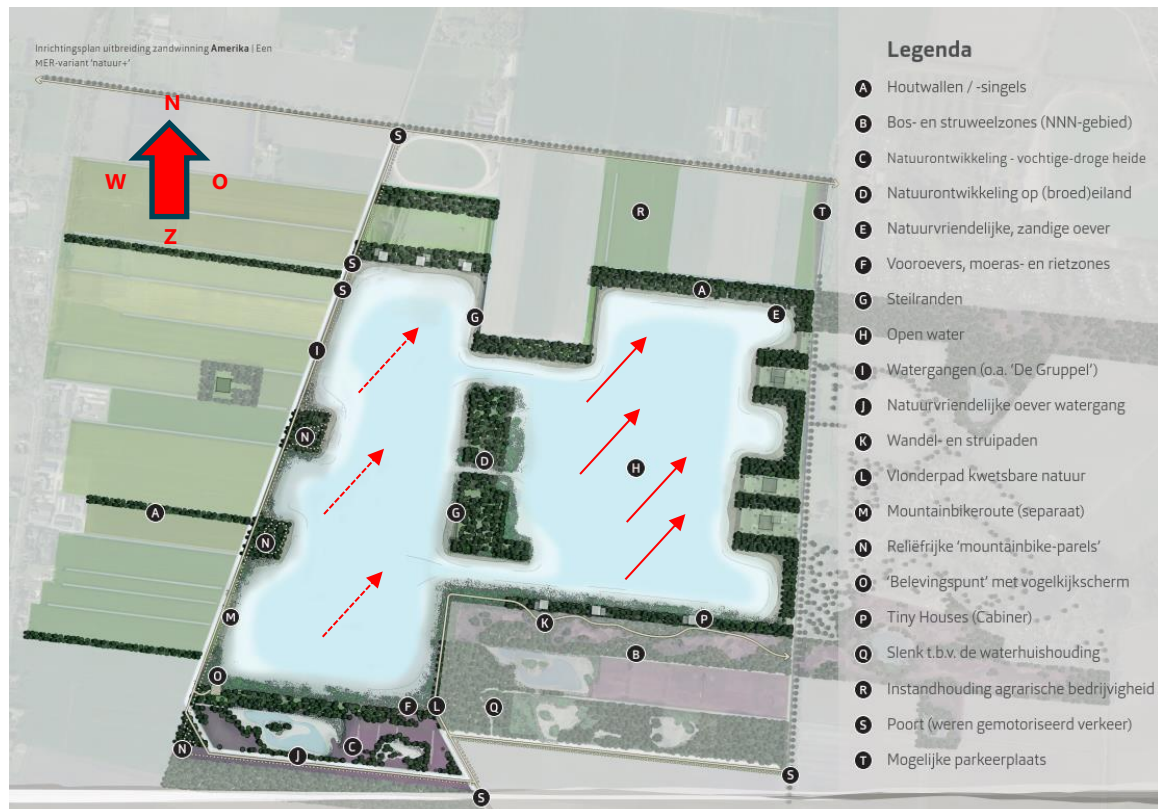 Inrichtingsplan uitbreiding zandwinning Amerika | Een
MER-variant 'natuur+'
N
W
O
Z
S
R
T
S
S
A
E
G
I
N
D
H
G
A
N
M
K
P
B
O
F
L
Q
N
J
C
S
S
Legenda
A Houtwallen / -singels
B Bos- en struweelzones (NNN-gebied)
C Natuurontwikkeling - vochtige-droge heide
D Natuurontwikkeling op (broed)eiland
E Natuurvriendelijke, zandige oever
F Vooroevers, moeras- en rietzones
G Steilranden
H Open water
I Watergangen (o.a. 'De Gruppel')
J Natuurvriendelijke oever watergang
K Wandel- en struipaden
L Vlonderpad kwetsbare natuur
M Mountainbikeroute (separaat)
N Reliëfrijke 'mountainbike-parels'
O 'Belevingspunt' met vogelkijkscherm
P Tiny Houses (Cabiner)
Q Slenk t.b.v. de waterhuishouding
R Instandhouding agrarische bedrijvigheid
S Poort (weren gemotoriseerd verkeer)
T Mogelijke parkeerplaats